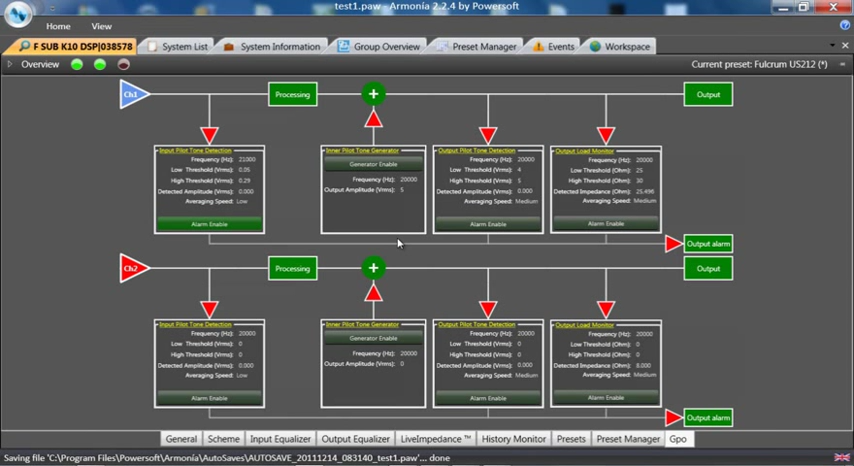 test1.paw - Armonía 2.2.4 by Powersoft
Home View
F SUB K10 DSP|038578 System List System Information Group Overview Preset Manager Events Workspace
Overview Current preset: Fulcrum US212 (*)
Ch1 Processing + Output
Input Pilot Tone Detection
Frequency (Hz): 21000
Low Threshold (Vrms): 0.05
High Threshold (Vrms): 0.29
Detected Amplitude (Vrms): 0.000
Averaging Speed: Low
Alarm Enable
Inner Pilot Tone Generator
Generator Enable
Frequency (Hz): 20000
Output Amplitude (Vrms): 5
Output Pilot Tone Detection
Frequency (Hz): 20000
Low Threshold (Vrms): 4
High Threshold (Vrms): 5
Detected Amplitude (Vrms): 0.000
Averaging Speed: Medium
Alarm Enable
Output Load Monitor
Frequency (Hz): 20000
Low Threshold (Ohm): 25
High Threshold (Ohm): 30
Detected Impedance (Ohm): 25.496
Averaging Speed: Medium
Alarm Enable
Output alarm
Ch2 Processing + Output
Input Pilot Tone Detection
Frequency (Hz): 20000
Low Threshold (Vrms): 0
High Threshold (Vrms): 0
Detected Amplitude (Vrms): 0.000
Averaging Speed: Low
Alarm Enable
Inner Pilot Tone Generator
Generator Enable
Frequency (Hz): 20000
Output Amplitude (Vrms): 0
Output Pilot Tone Detection
Frequency (Hz): 20000
Low Threshold (Vrms): 0
High Threshold (Vrms): 0
Detected Amplitude (Vrms): 0.000
Averaging Speed: Medium
Alarm Enable
Output Load Monitor
Frequency (Hz): 20000
Low Threshold (Ohm): 0
High Threshold (Ohm): 0
Detected Impedance (Ohm): 8.000
Averaging Speed: Medium
Alarm Enable
Output alarm
General Scheme Input Equalizer Output Equalizer LiveImpedance ™ History Monitor Presets Preset Manager Gpo
Saving file 'C:\Program Files\Powersoft\Armonía\AutoSaves\AUTOSAVE_20111214_083140_test1.paw'... done